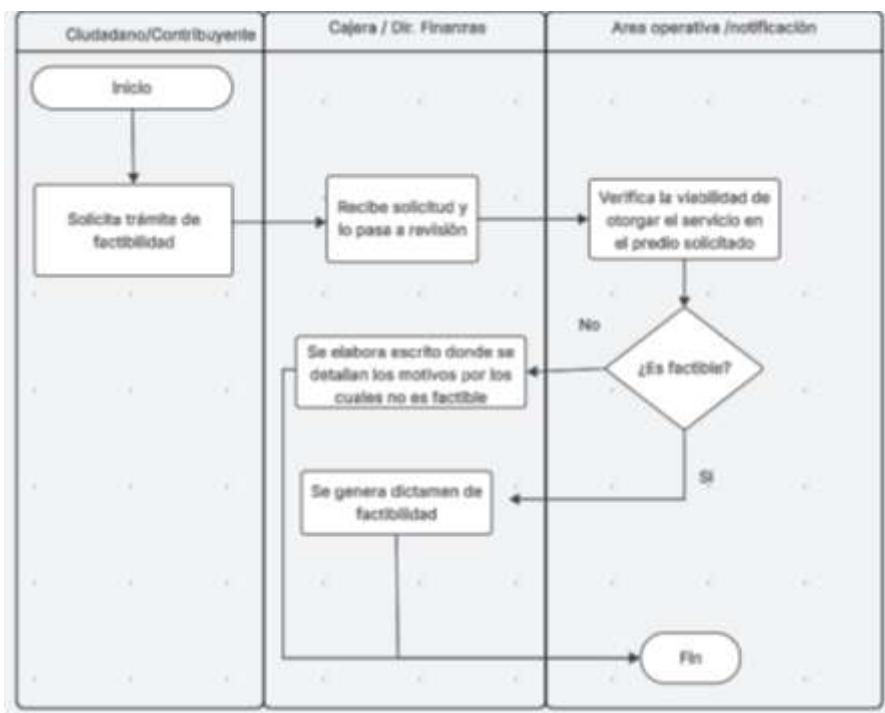 Ciudadano/Contribuyente
Cajera / Dir. Finanzas
Area operativa /notificación
Inicio
Solicita trámite de
factibilidad
Recibe solicitud y
lo pasa a revisión
Verifica la viabilidad de
otorgar el servicio en
el predio solicitado
¿Es factible?
No
Se elabora escrito donde se
detallan los motivos por los
cuales no es factible
Si
Se genera dictamen de
factibilidad
Fin